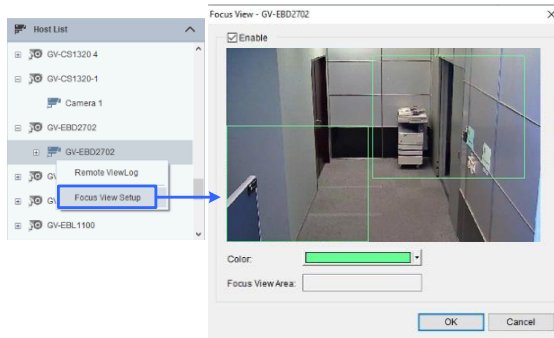 Host List
GV-CS1320 4
GV-CS1320-1
Camera 1
GV-EBD2702
GV-EBD2702
Remote ViewLog
Focus View Setup
GV-EBL1100
Focus View - GV-EBD2702
Enable
Color:
Focus View Area:
OK
Cancel